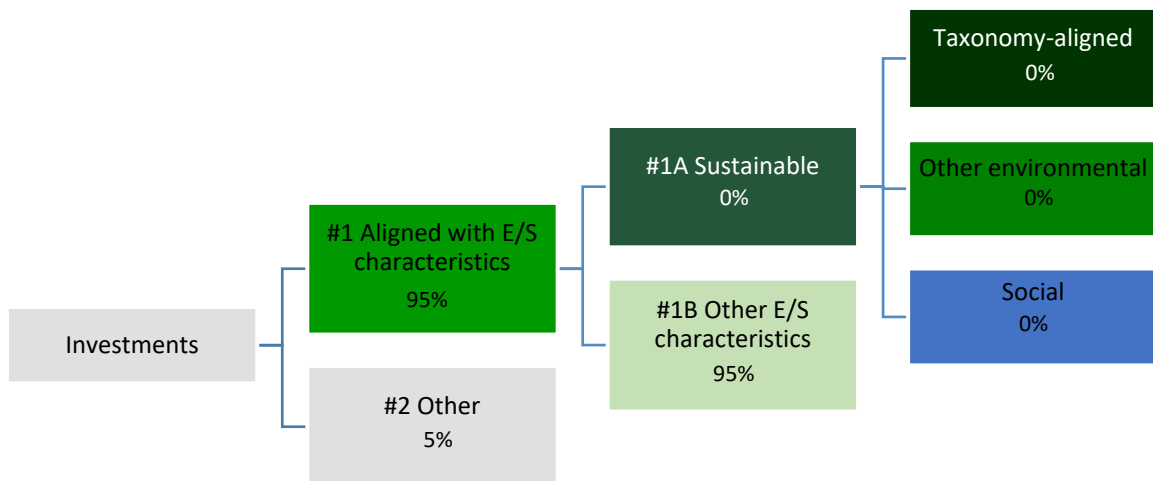 Investments
#1 Aligned with E/S
characteristics
95%
#2 Other
5%
#1A Sustainable
0%
#1B Other E/S
characteristics
95%
Taxonomy-aligned
0%
Other environmental
0%
Social
0%